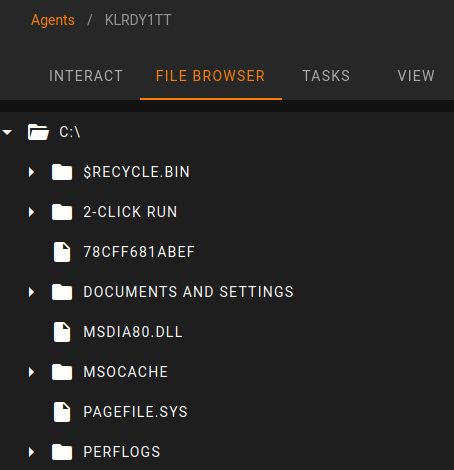 Agents / KLRDY1TT
INTERACT FILE BROWSER TASKS VIEW
C:\
$RECYCLE.BIN
2-CLICK RUN
78CFF681ABEF
DOCUMENTS AND SETTINGS
MSDIA80.DLL
MSOCACHE
PAGEFILE.SYS
PERFLOGS